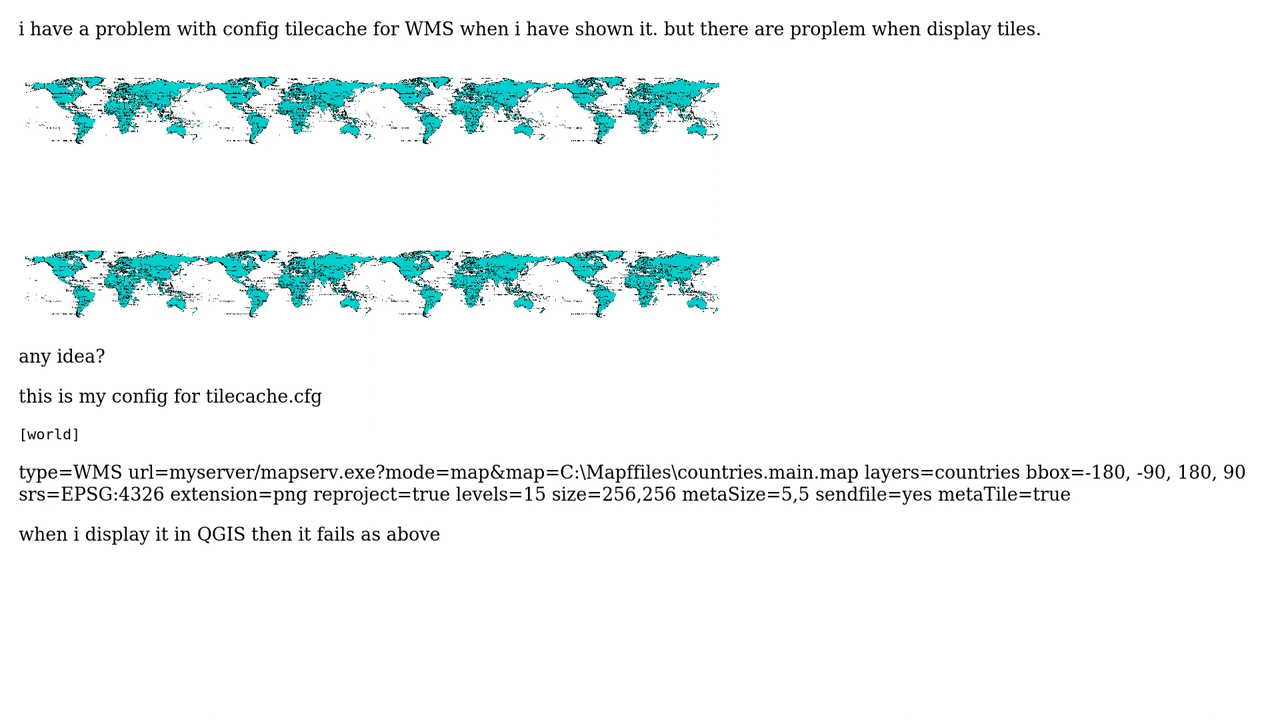 i have a problem with config tilecache for WMS when i have shown it. but there are proplem when display tiles.
any idea?
this is my config for tilecache.cfg
[world]
type=WMS url=myserver/mapserv.exe?mode=map&map=C:\Mapffiles\countries.main.map layers=countries bbox=-180, -90, 180, 90
srs=EPSG:4326 extension=png reproject=true levels=15 size=256,256 metaSize=5,5 sendfile=yes metaTile=true
when i display it in QGIS then it fails as above